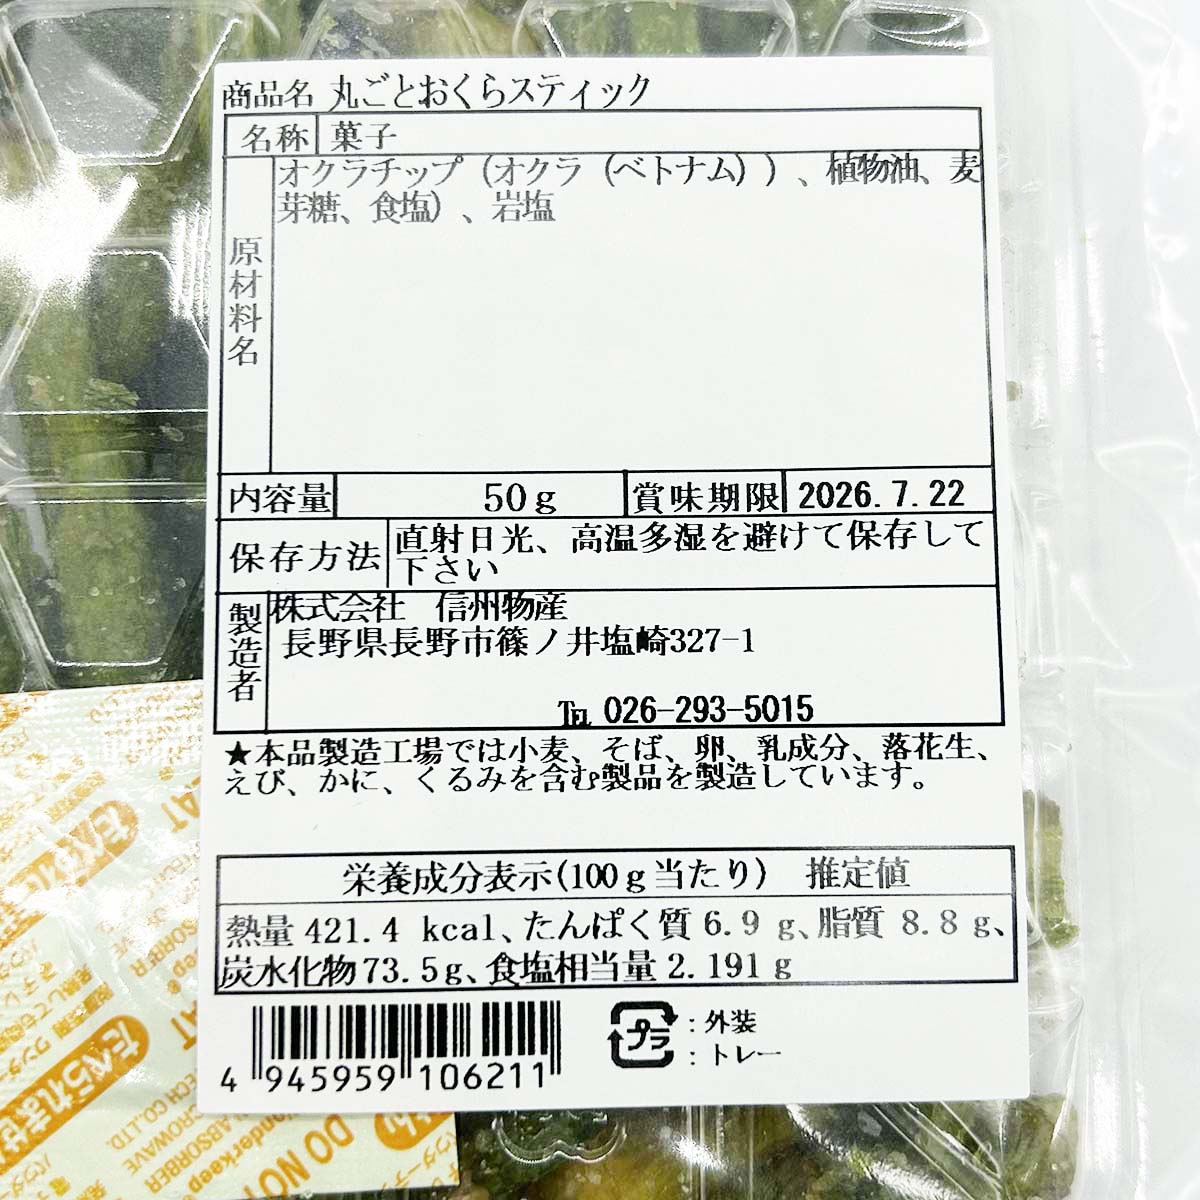 商品名 丸ごとおくらスティック
名称 菓子
原材料名
オクラチップ（オクラ（ベトナム））、植物油、麦
芽糖、食塩）、岩塩
内容量 50g 賞味期限 2026.7.22
保存方法 直射日光、高温多湿を避けて保存して
下さい
製造者
株式会社 信州物産
長野県長野市篠ノ井塩崎327-1
℡ 026-293-5015
★本品製造工場では小麦、そば、卵、乳成分、落花生、
えび、かに、くるみを含む製品を製造しています。
栄養成分表示(100g当たり) 推定値
熱量 421.4 kcal、たんぱく質 6.9 g、脂質 8.8g、
炭水化物73.5g、食塩相当量 2.191g
4 945959 106211
プラ : 外装
: トレー
たべられませ
DO NO